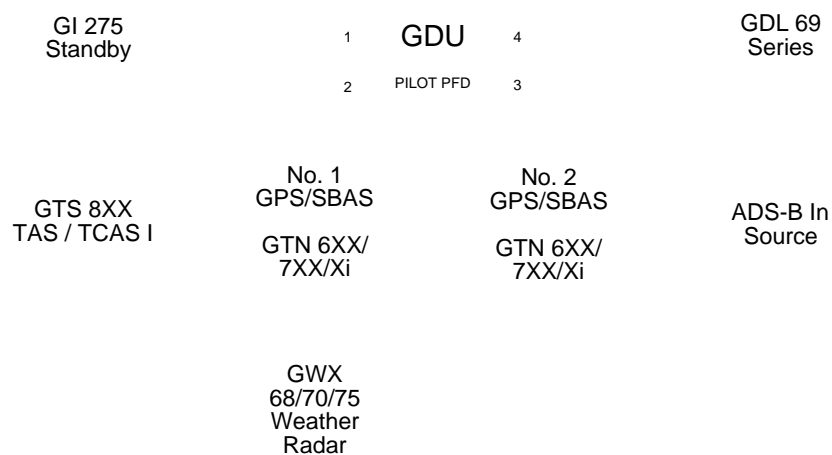 GI 275
Standby
1 GDU 4
2 PILOT PFD 3
GDL 69
Series
GTS 8XX
TAS / TCAS I
No. 1
GPS/SBAS
GTN 6XX/
7XX/Xi
No. 2
GPS/SBAS
GTN 6XX/
7XX/Xi
ADS-B In
Source
GWX
68/70/75
Weather
Radar